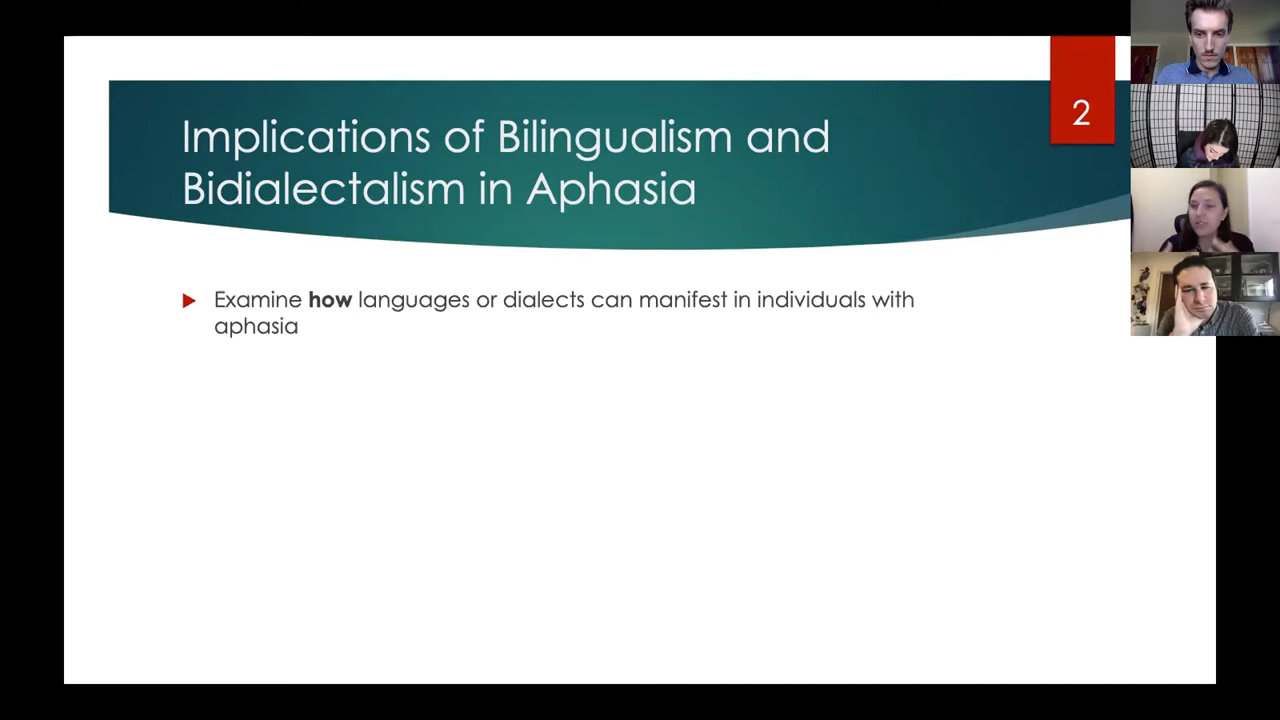 2
Implications of Bilingualism and
Bidialectalism in Aphasia
Examine how languages or dialects can manifest in individuals with
aphasia